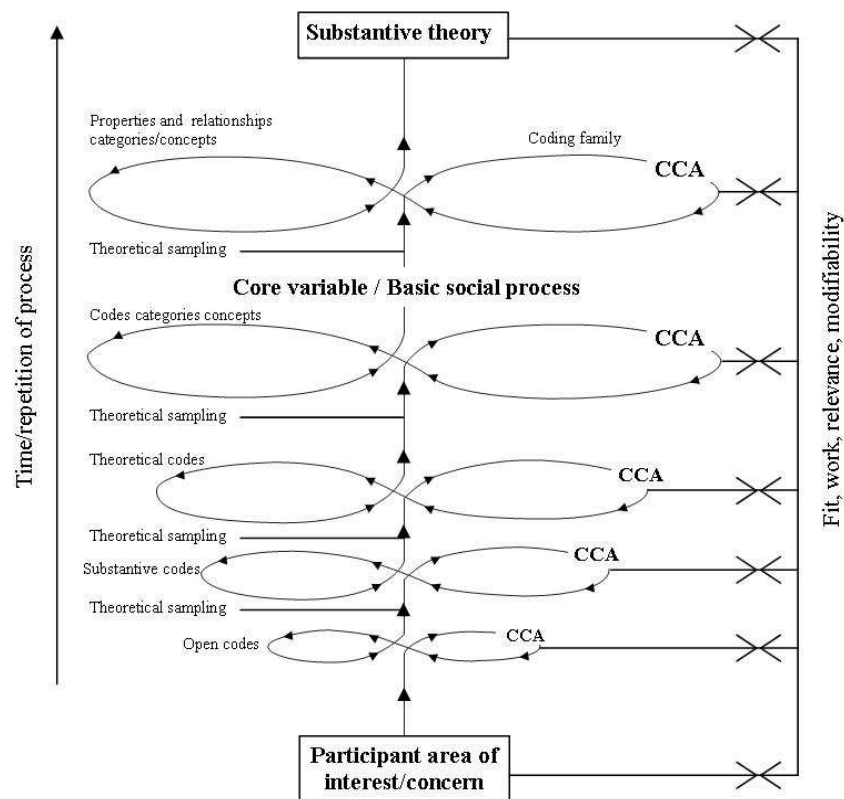 Substantive theory
Properties and relationships
categories/concepts
Coding family
CCA
Theoretical sampling
Core variable / Basic social process
Codes categories concepts
CCA
Theoretical sampling
Theoretical codes
CCA
Theoretical sampling
Substantive codes
CCA
Theoretical sampling
Open codes
CCA
Participant area of
interest/concern
Time/repetition of process
Fit, work, relevance, modifiability